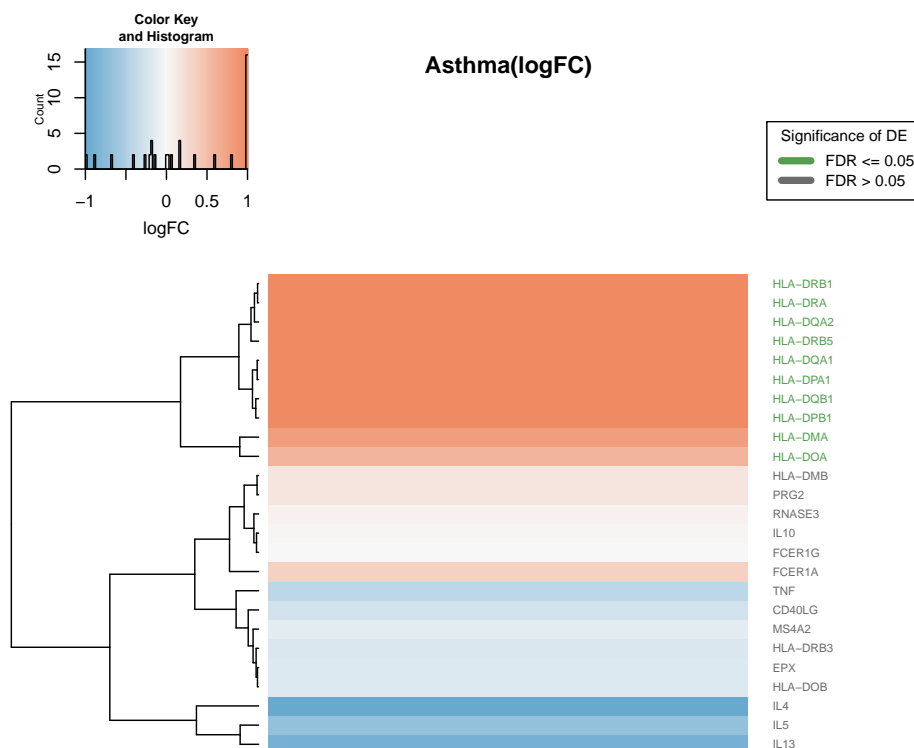 Color Key
and Histogram
Count
0
5
10
15
−1
0
0.5
1
logFC
Asthma(logFC)
Significance of DE
FDR <= 0.05
FDR > 0.05
HLA−DRB1
HLA−DRA
HLA−DQA2
HLA−DRB5
HLA−DQA1
HLA−DPA1
HLA−DQB1
HLA−DPB1
HLA−DMA
HLA−DOA
HLA−DMB
PRG2
RNASE3
IL10
FCER1G
FCER1A
TNF
CD40LG
MS4A2
HLA−DRB3
EPX
HLA−DOB
IL4
IL5
IL13